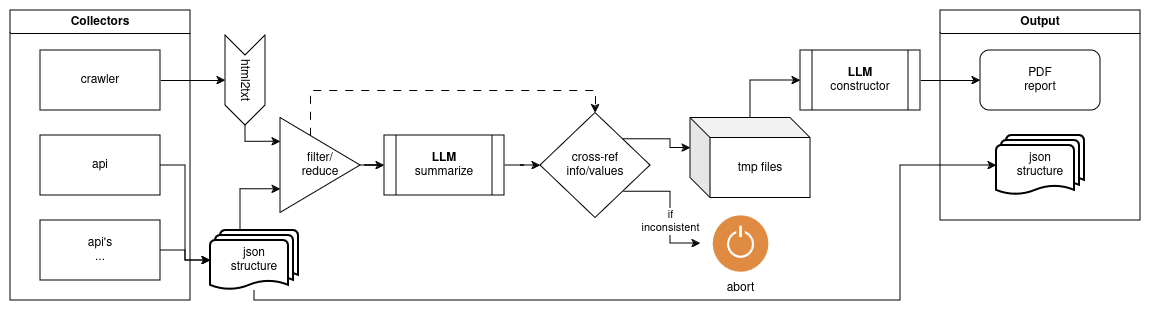 Collectors
crawler
api
api's
...
html2txt
json
structure
filter/
reduce
LLM
summarize
cross-ref
info/values
if
inconsistent
abort
tmp files
LLM
constructor
Output
PDF
report
json
structure